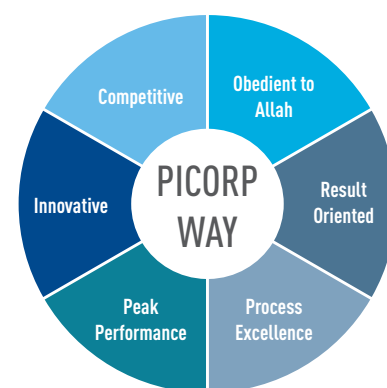 Competitive
Obedient to
Allah
PICORP
WAY
Innovative
Result
Oriented
Peak
Performance
Process
Excellence